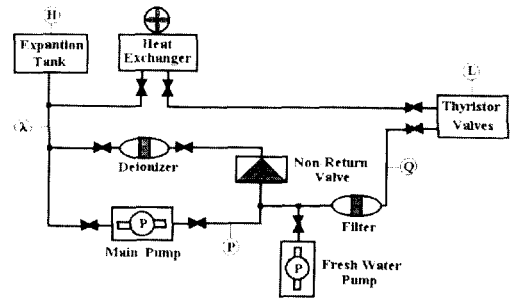 H
Expantion
Tank
Heat
Exchanger
L
Thyristor
Valves
λ
Deionizer
Non Return
Valve
Q
P
Main Pump
P
Filter
P
Fresh Water
Pump